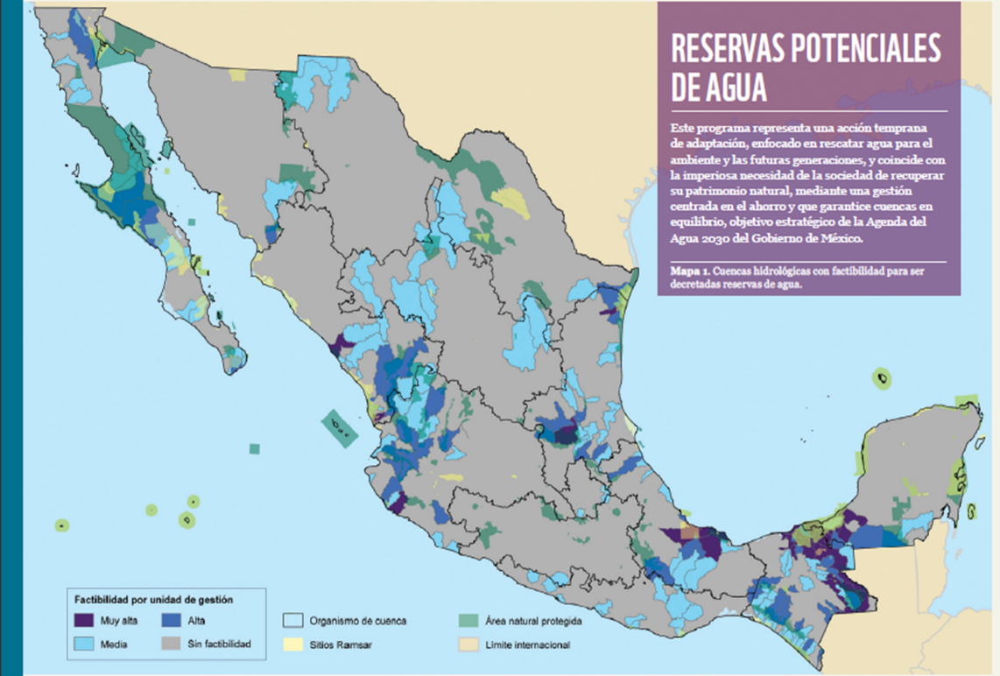 RESERVAS POTENCIALES
DE AGUA
Este programa representa una acción temprana
de adaptación, enfocado en rescatar agua para el
ambiente y las futuras generaciones, y coincide con
la imperiosa necesidad de la sociedad de recuperar
su patrimonio natural, mediante una gestión
centrada en el ahorro y que garantice cuencas en
equilibrio, objetivo estratégico de la Agenda del
Agua 2030 del Gobierno de México.
Mapa 1. Cuencas hidrológicas con factibilidad para ser
decretadas reservas de agua.
Factibilidad por unidad de gestión
Muy alta
Alta
Media
Sin factibilidad
Organismo de cuenca
Sitios Ramsar
Área natural protegida
Límite internacional